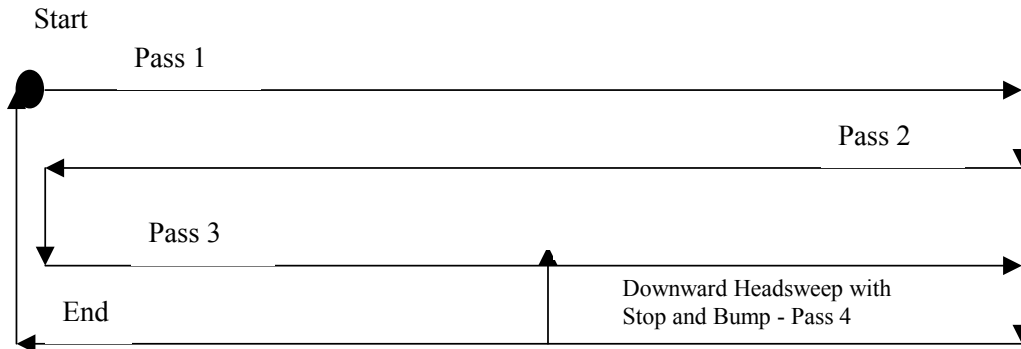 Start
Pass 1
Pass 2
Pass 3
Downward Headsweep with
Stop and Bump - Pass 4
End